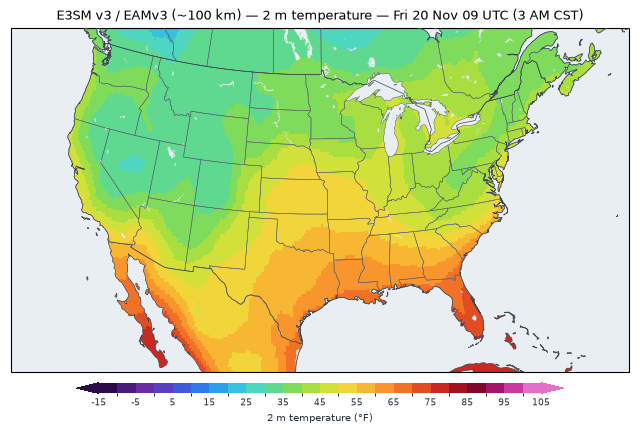 E3SM v3 / EAMv3 (~100 km) — 2 m temperature — Fri 20 Nov 09 UTC (3 AM CST)
-15 -5 5 15 25 35 45 55 65 75 85 95 105
2 m temperature (°F)